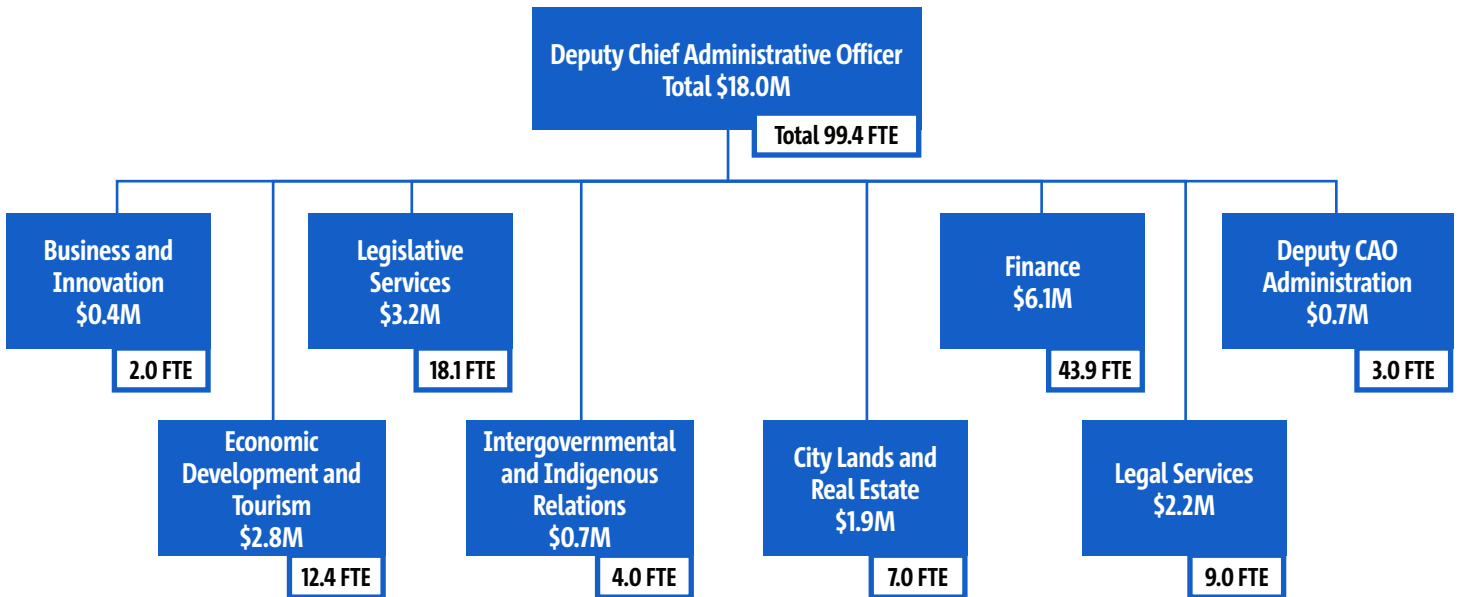 Deputy Chief Administrative Officer
Total $18.0M
Total 99.4 FTE
Business and
Innovation
$0.4M
2.0 FTE
Legislative
Services
$3.2M
18.1 FTE
Finance
$6.1M
43.9 FTE
Deputy CAO
Administration
$0.7M
3.0 FTE
Economic
Development and
Tourism
$2.8M
12.4 FTE
Intergovernmental
and Indigenous
Relations
$0.7M
4.0 FTE
City Lands and
Real Estate
$1.9M
7.0 FTE
Legal Services
$2.2M
9.0 FTE